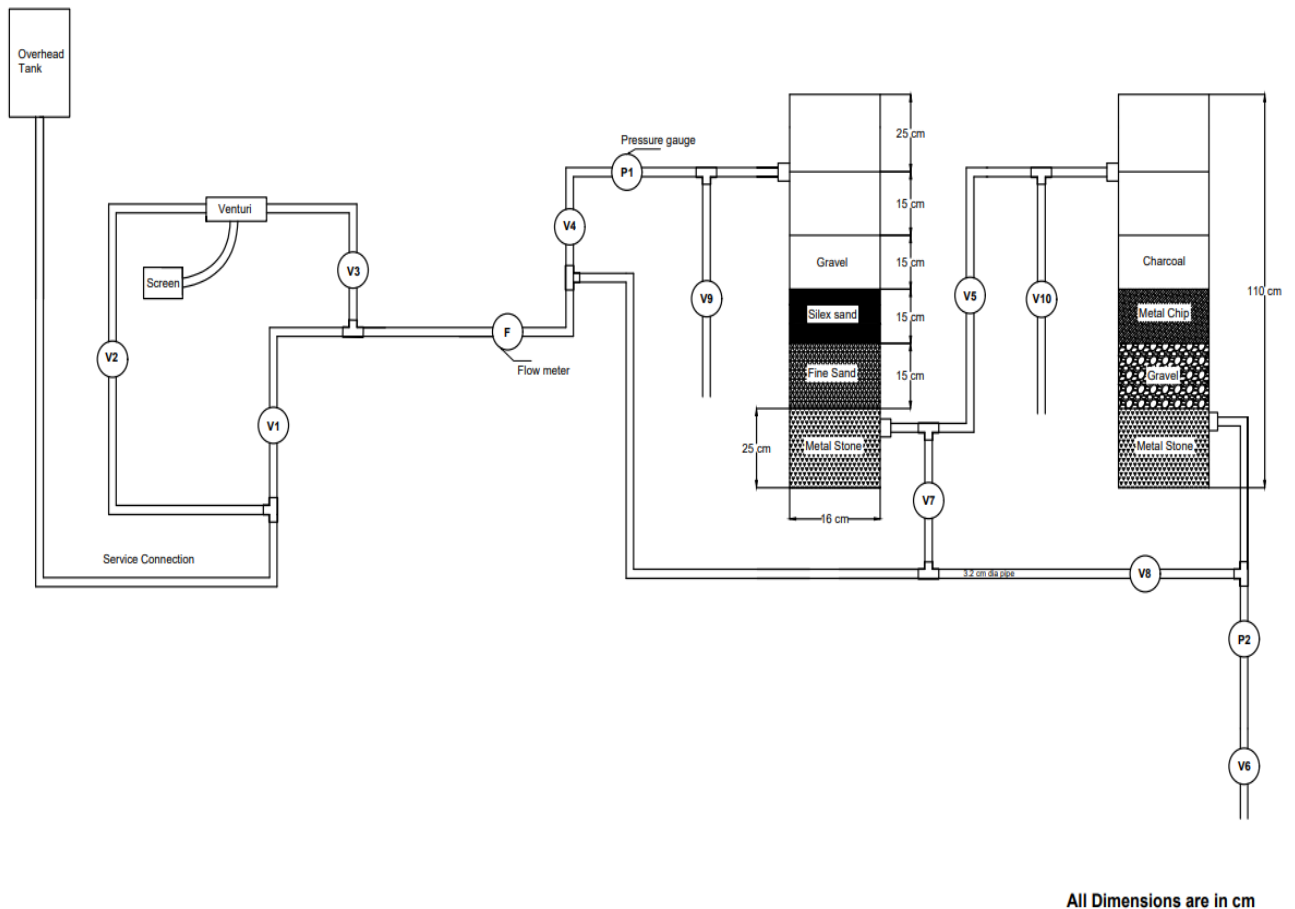 Overhead
Tank
Venturi
Screen
V3
V2
V1
Service Connection
F
Flow meter
V4
Pressure gauge
P1
V9
25 cm
15 cm
Gravel
15 cm
Silex sand
15 cm
Fine Sand
15 cm
Metal Stone
25 cm
16 cm
V5
V10
V7
3.2 cm dia pipe
V8
Charcoal
Metal Chip
Gravel
Metal Stone
110 cm
P2
V6
All Dimensions are in cm